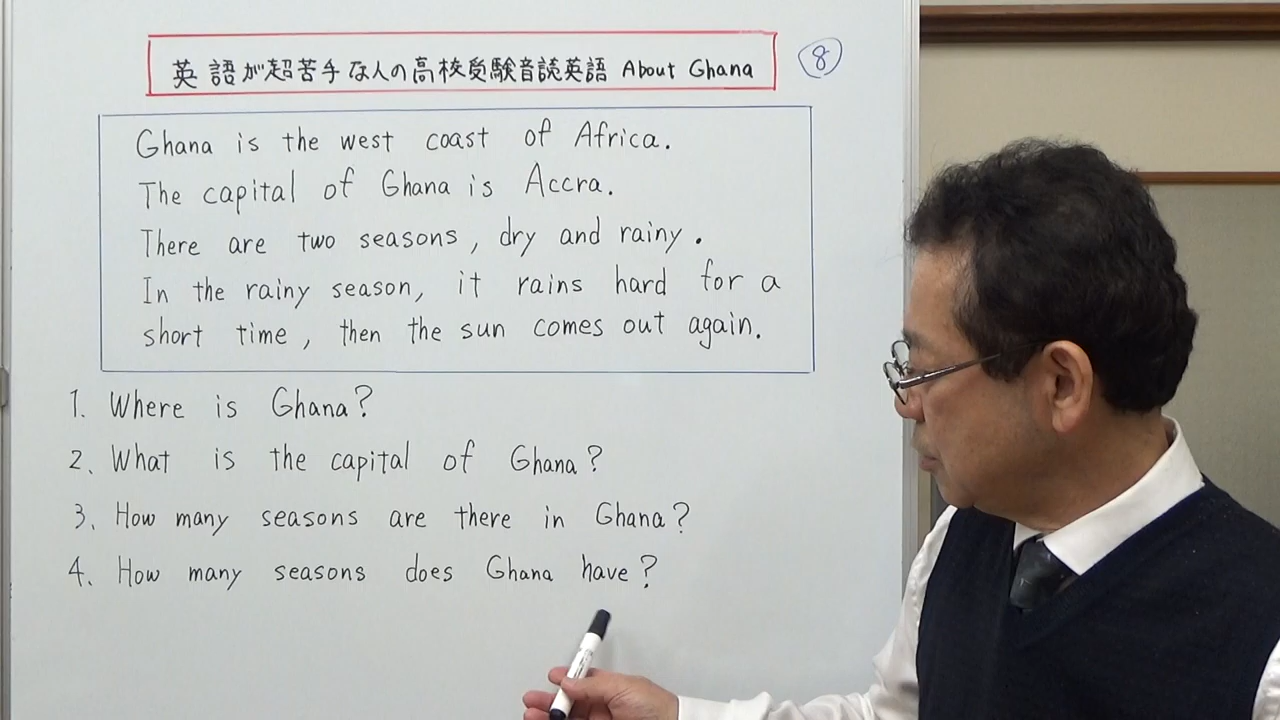 英語が超苦手な人の高校受験音読英語 About Ghana
8
Ghana is the west coast of Africa.
The capital of Ghana is Accra.
There are two seasons, dry and rainy.
In the rainy season, it rains hard for a
short time, then the sun comes out again.
1. Where is Ghana?
2. What is the capital of Ghana?
3. How many seasons are there in Ghana?
4. How many seasons does Ghana have?